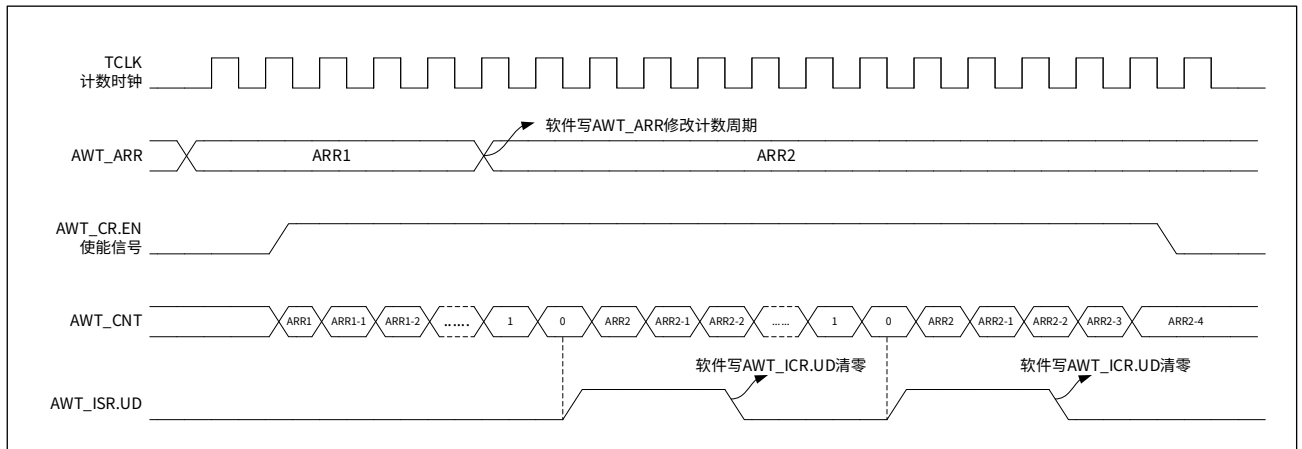 TCLK
计数时钟
软件写AWT_ARR修改计数周期
AWT_ARR ARR1 ARR2
AWT_CR.EN
使能信号
AWT_CNT ARR1 ARR1-1 ARR1-2 ...... 1 0 ARR2 ARR2-1 ARR2-2 ...... 1 0 ARR2 ARR2-1 ARR2-2 ARR2-3 ARR2-4
软件写AWT_ICR.UD清零 软件写AWT_ICR.UD清零
AWT_ISR.UD